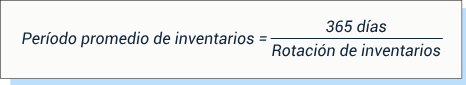 365 días
Período promedio de inventarios =
Rotación de inventarios